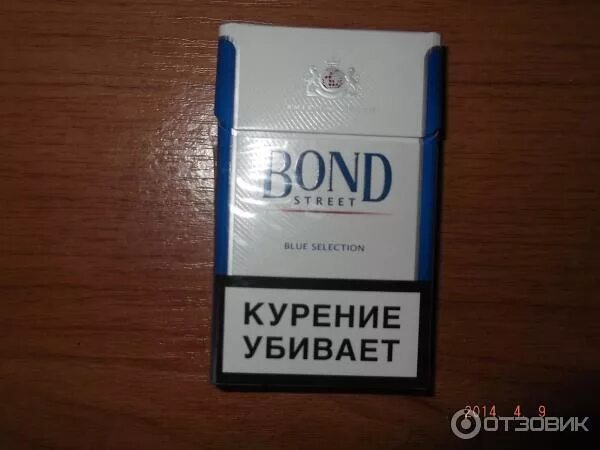 BOND
STREET
BLUE SELECTION
КУРЕНИЕ
УБИВАЕТ
2014 4 9
ОТЗОВИК